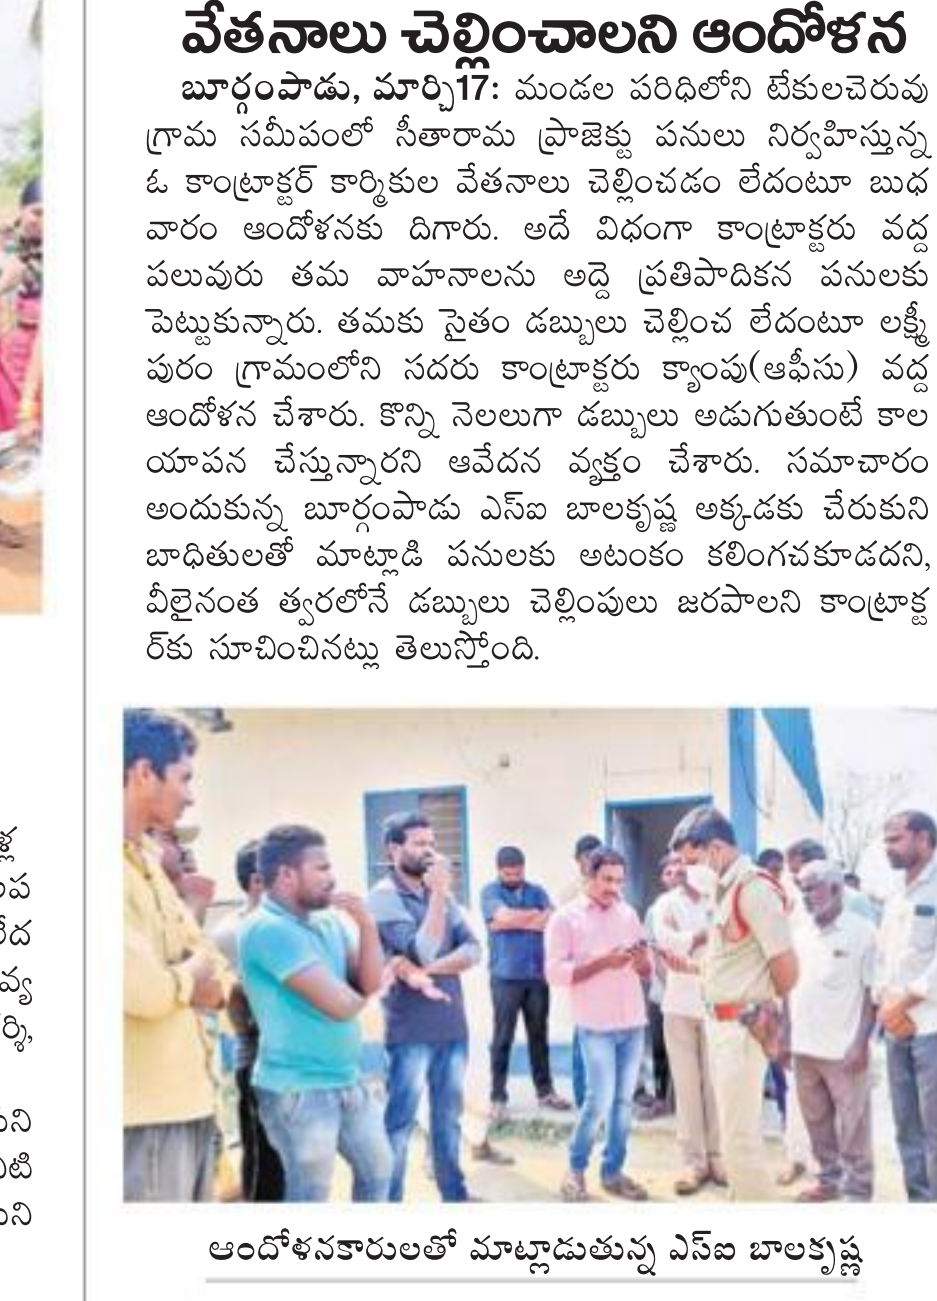 వేతనాలు చెల్లించాలని ఆందోళన
బూర్గంపాడు, మార్చి17: మండల పరిధిలోని టేకులచెరువు
గ్రామ సమీపంలో సీతారామ ప్రాజెక్టు పనులు నిర్వహిస్తున్న
ఓ కాంట్రాక్టర్ కార్మికుల వేతనాలు చెల్లించడం లేదంటూ బుధ
వారం ఆందోళనకు దిగారు. అదే విధంగా కాంట్రాక్టరు వద్ద
పలువురు తమ వాహనాలను అద్దె ప్రతిపాదికన పనులకు
పెట్టుకున్నారు. తమకు సైతం డబ్బులు చెల్లించ లేదంటూ లక్ష్మీ
పురం గ్రామంలోని సదరు కాంట్రాక్టరు క్యాంపు(ఆఫీసు) వద్ద
ఆందోళన చేశారు. కొన్ని నెలలుగా డబ్బులు అడుగుతుంటే కాల
యాపన చేస్తున్నారని ఆవేదన వ్యక్తం చేశారు. సమాచారం
అందుకున్న బూర్గంపాడు ఎస్ఐ బాలకృష్ణ అక్కడకు చేరుకుని
బాధితులతో మాట్లాడి పనులకు అటంకం కలింగచకూడదని,
వీలైనంత త్వరలోనే డబ్బులు చెల్లింపులు జరపాలని కాంట్రాక్ట
ర్‌కు సూచించినట్లు తెలుస్తోంది.
ఆందోళనకారులతో మాట్లాడుతున్న ఎస్ఐ బాలకృష్ణ